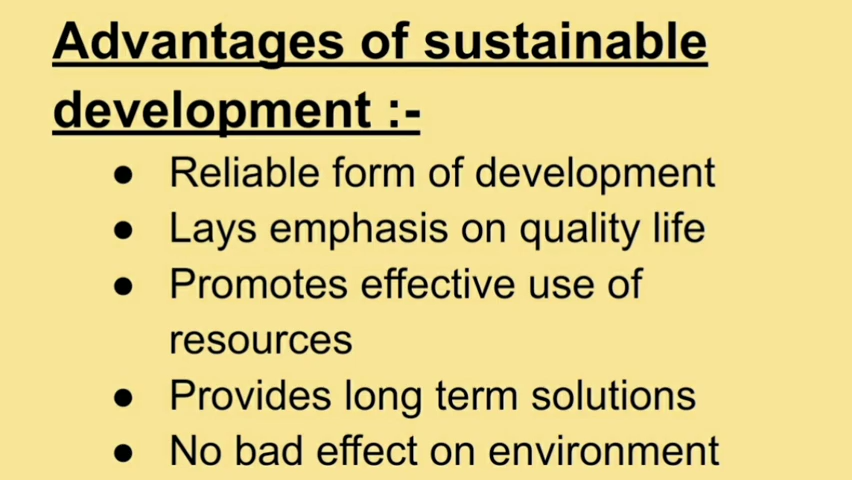 Advantages of sustainable
development :-
● Reliable form of development
● Lays emphasis on quality life
● Promotes effective use of
resources
● Provides long term solutions
● No bad effect on environment